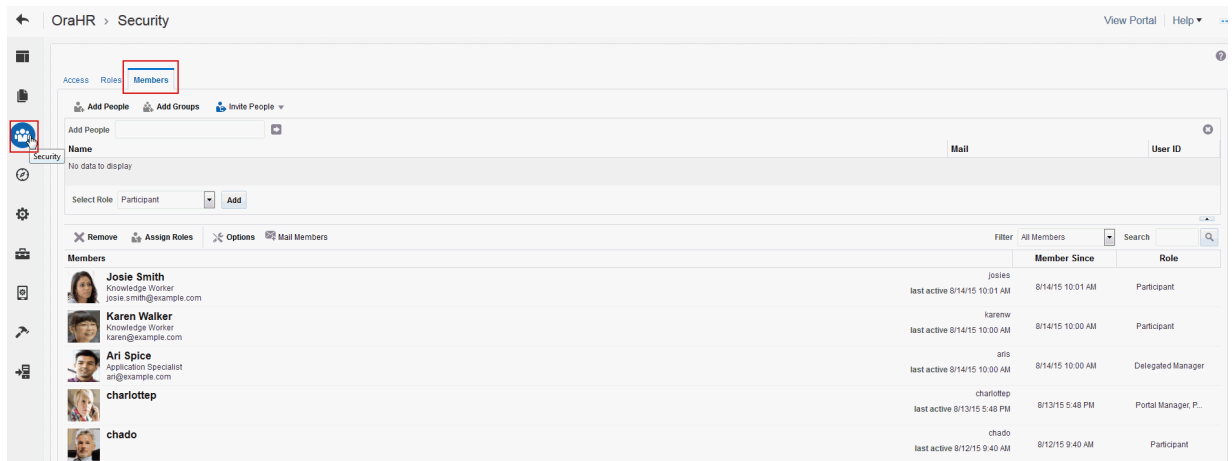 OraHR > Security
View Portal Help
Access Roles Members
Add People Add Groups Invite People
Add People
Security
Name Mail User ID
No data to display
Select Role Participant Add
Remove Assign Roles Options Mail Members Filter All Members Search
Members Member Since Role
Josie Smith josies
Knowledge Worker 8/14/15 10:01 AM Participant
josie.smith@example.com last active 8/14/15 10:01 AM
Karen Walker karenw
Knowledge Worker 8/14/15 10:00 AM Participant
karen@example.com last active 8/14/15 10:00 AM
Ari Spice aris
Application Specialist 8/14/15 10:00 AM Delegated Manager
ari@example.com last active 8/14/15 10:00 AM
charlottep charlottep
8/13/15 5:48 PM Portal Manager, P...
last active 8/13/15 5:48 PM
chado chado
8/12/15 9:40 AM Participant
last active 8/12/15 9:40 AM